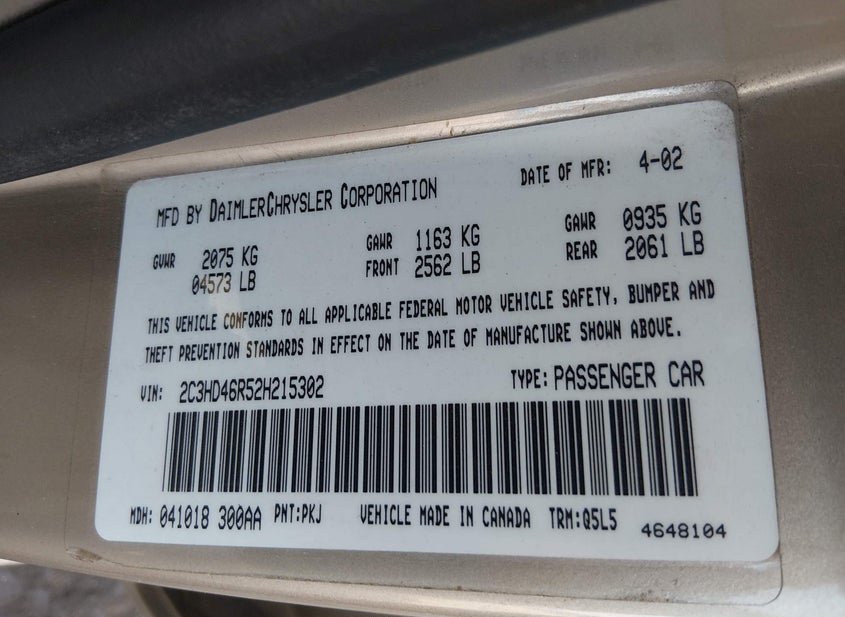 MFD BY DAIMLERCHRYSLER CORPORATION DATE OF MFR: 4-02
GVWR 2075 KG GAWR 1163 KG GAWR 0935 KG
04573 LB FRONT 2562 LB REAR 2061 LB
THIS VEHICLE CONFORMS TO ALL APPLICABLE FEDERAL MOTOR VEHICLE SAFETY, BUMPER AND
THEFT PREVENTION STANDARDS IN EFFECT ON THE DATE OF MANUFACTURE SHOWN ABOVE.
VIN: 2C3HD46R52H215302 TYPE: PASSENGER CAR
MDH: 041018 300AA PNT:PKJ VEHICLE MADE IN CANADA TRM:Q5L5 4648104